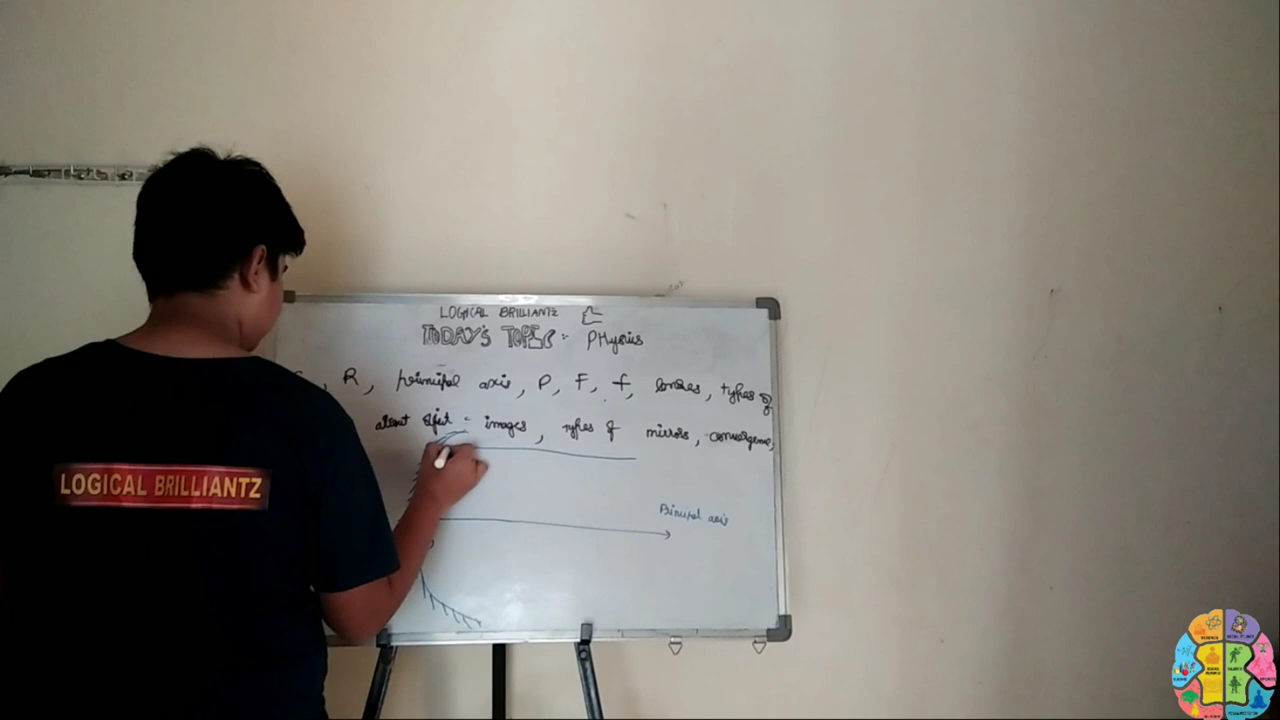 LOGICAL BRILLIANTZ
TODAY'S TOPIC :- PHysics
R, principal axis, P, F, f, lenses, types of
about object - images, types of mirrors, convergence,
Principal axis
LOGICAL BRILLIANTZ